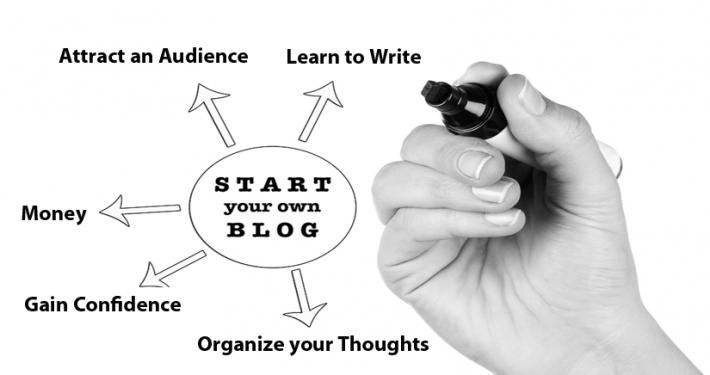 Attract an Audience
Learn to Write
START
your own
BLOG
Money
Gain Confidence
Organize your Thoughts